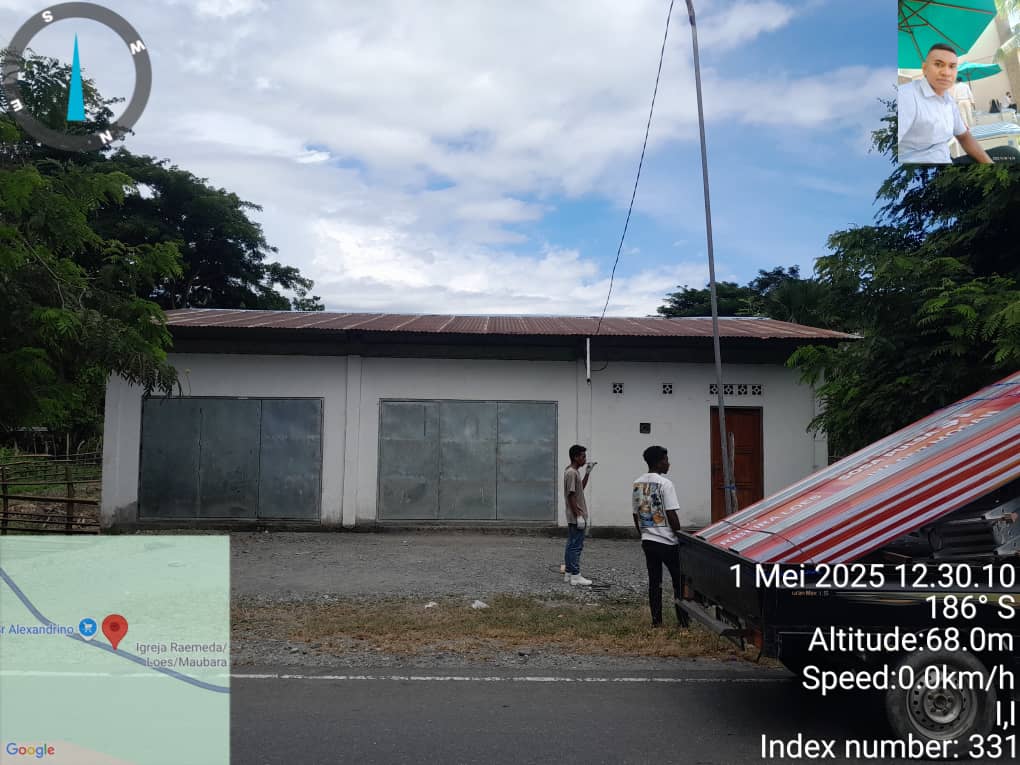 S
W
E
N
r Alexandrino
Igreja Raemeda/
Loes/Maubara
Google
1 Mei 2025 12.30.10
186° S
Altitude:68.0m
Speed:0.0km/h
I,I
Index number: 331